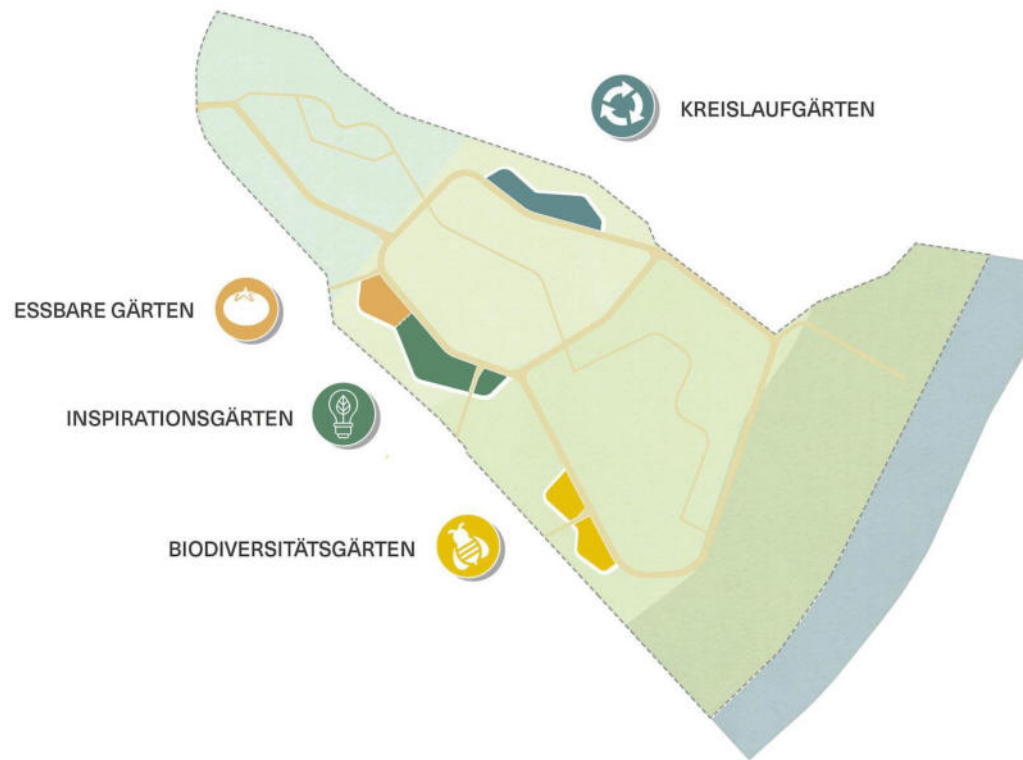 KREISLAUFGÄRTEN
ESSBARE GÄRTEN
INSPIRATIONSGÄRTEN
BIODIVERSITÄTSGÄRTEN